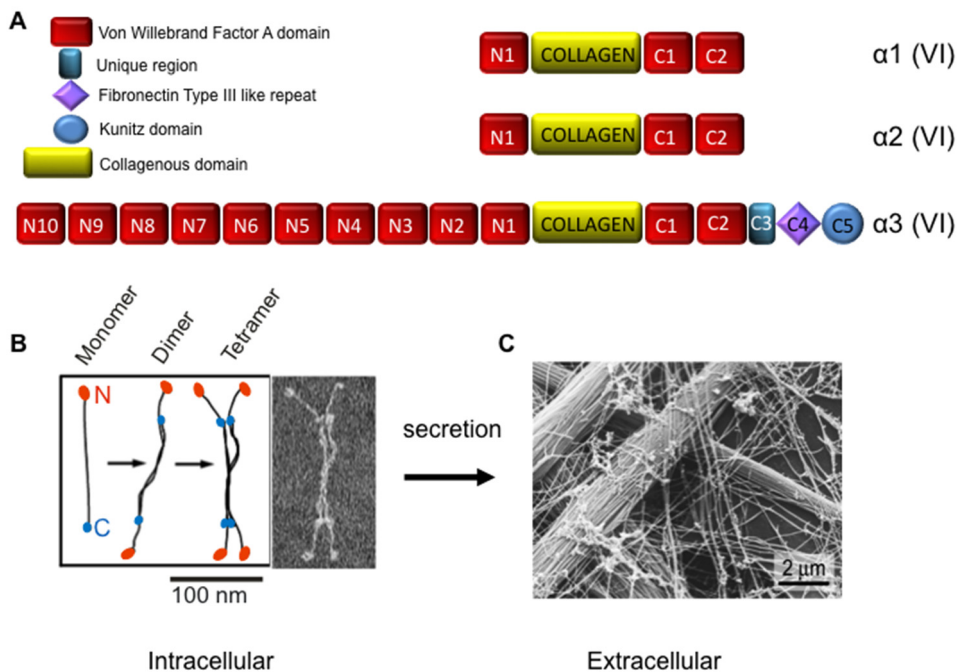 A
Von Willebrand Factor A domain
Unique region
Fibronectin Type III like repeat
Kunitz domain
Collagenous domain
N1 COLLAGEN C1 C2 α1 (VI)
N1 COLLAGEN C1 C2 α2 (VI)
N10 N9 N8 N7 N6 N5 N4 N3 N2 N1 COLLAGEN C1 C2 C3 C4 C5 α3 (VI)
B
Monomer
Dimer
Tetramer
N
C
100 nm
secretion
C
2 μm
Intracellular
Extracellular